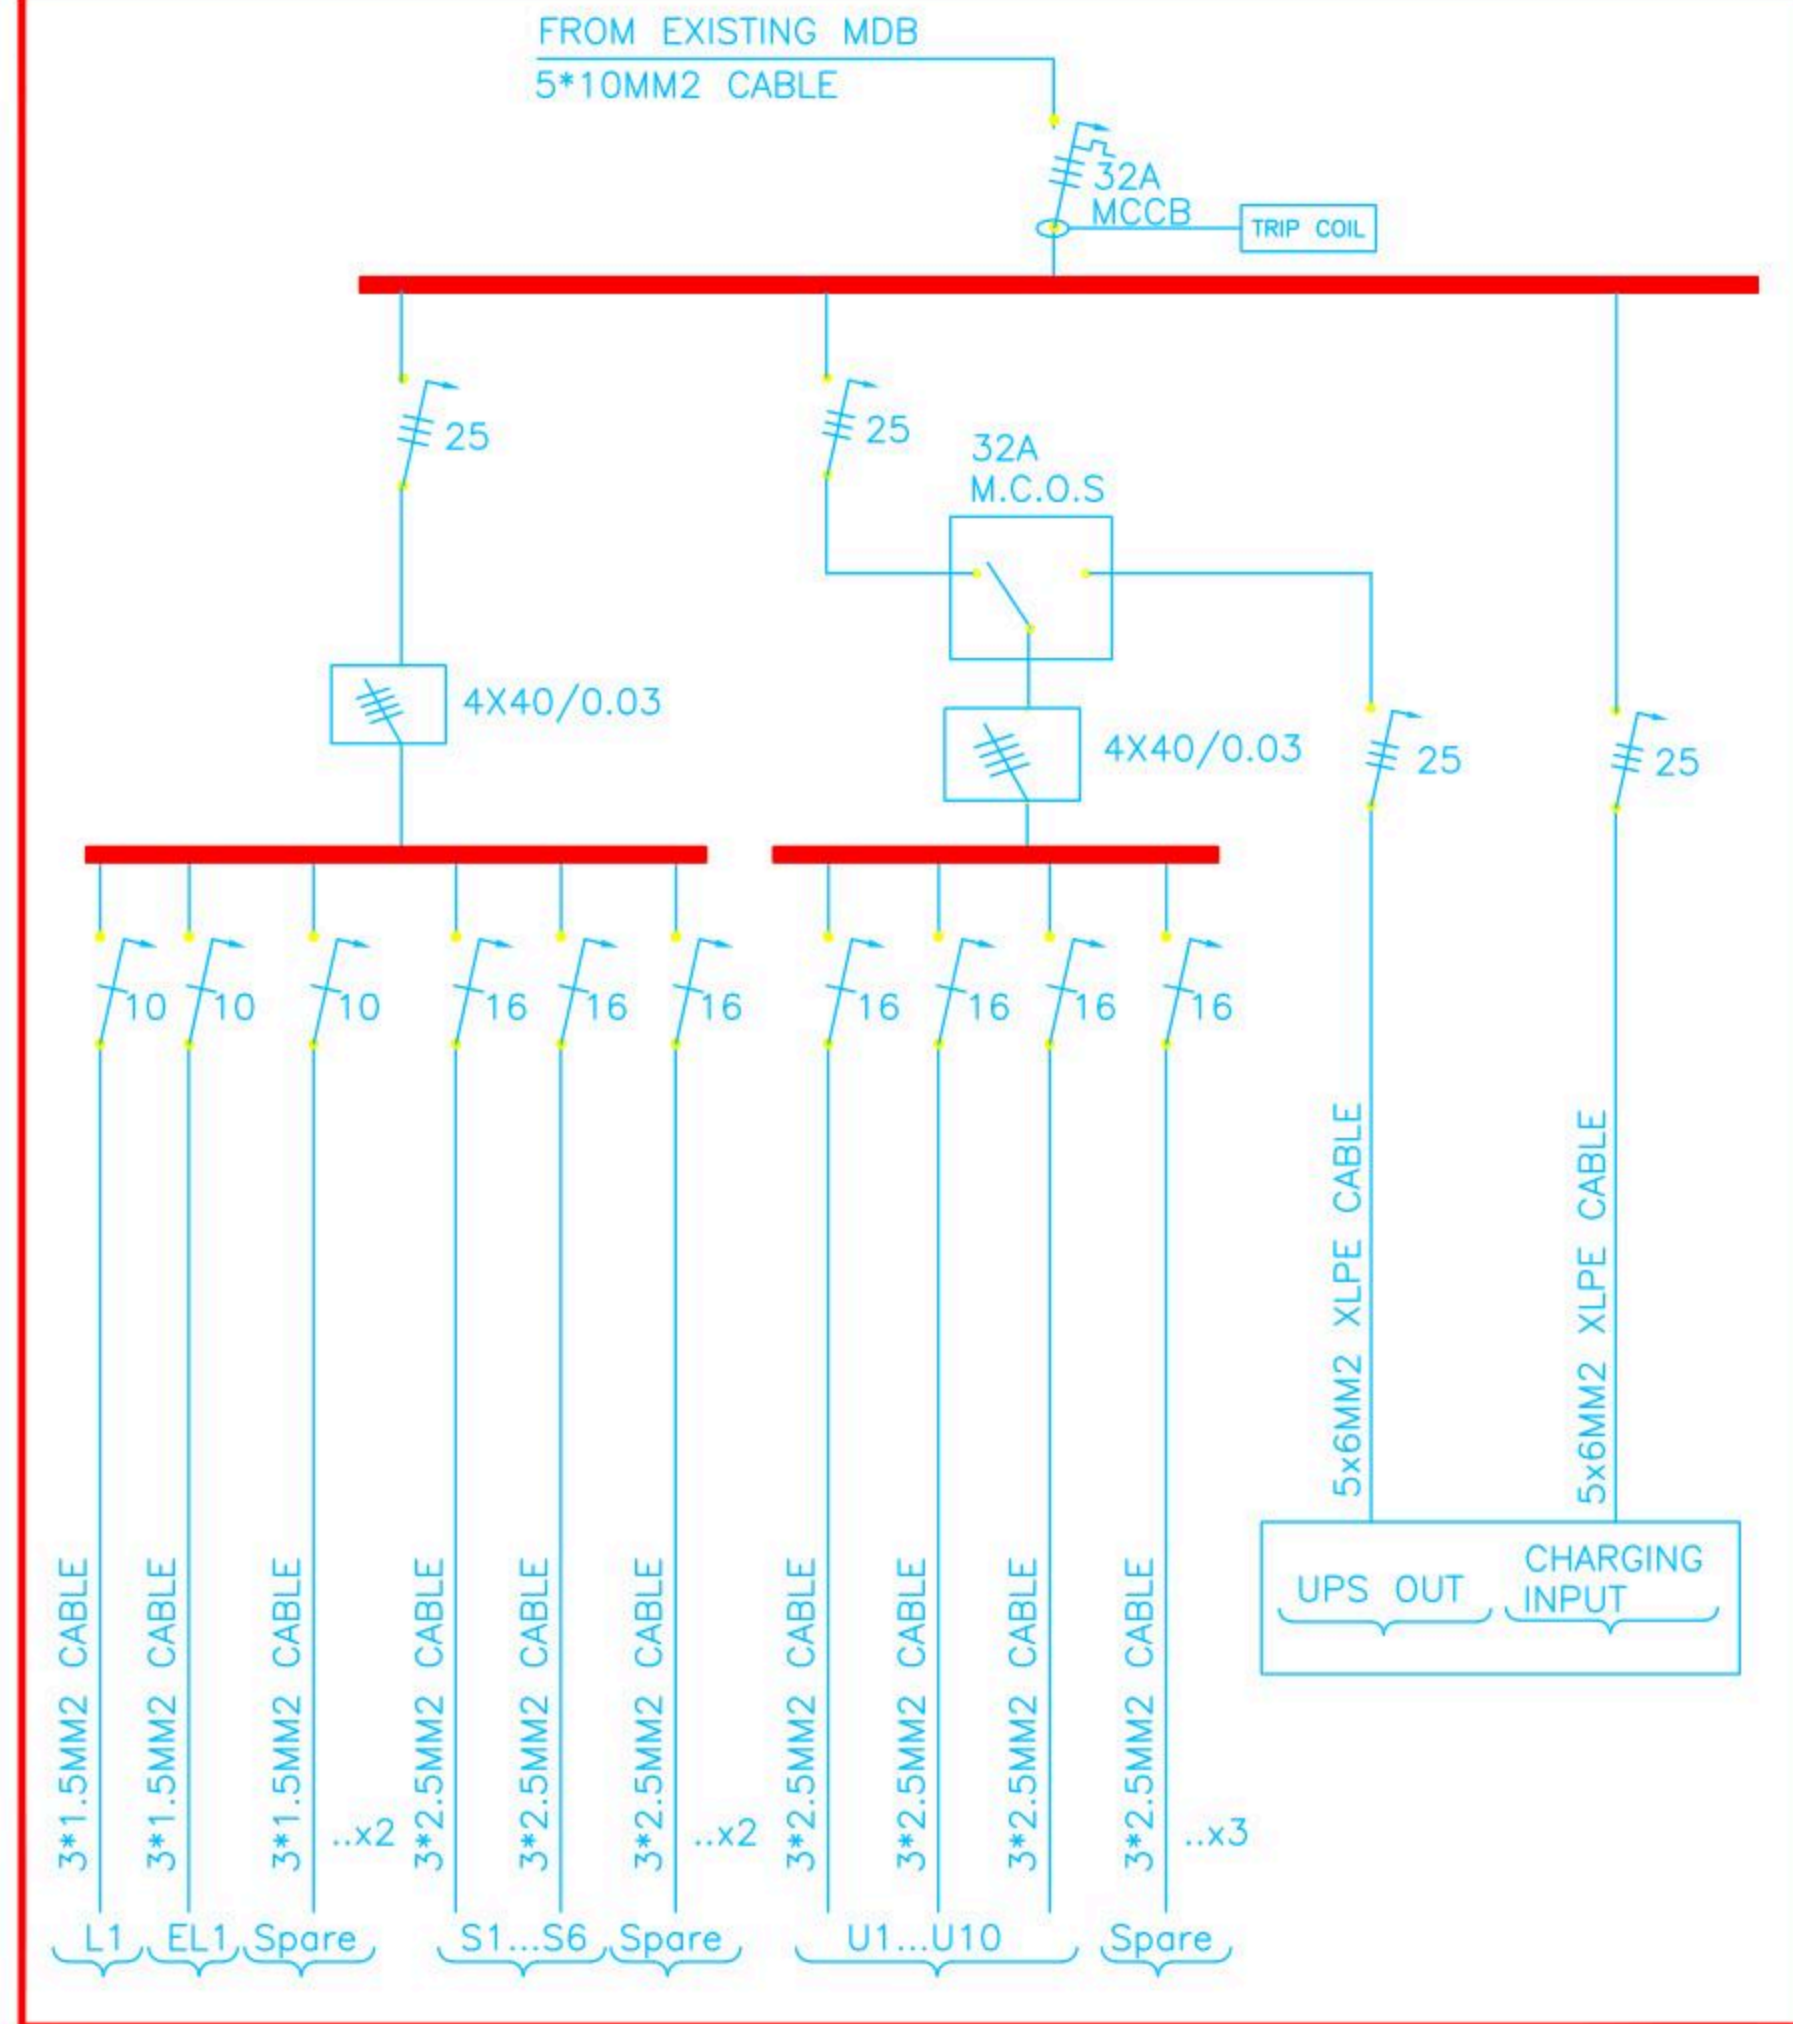 FROM EXISTING MDB
5*10MM2 CABLE
32A
MCCB
TRIP COIL
25
25
32A
M.C.O.S
4X40/0.03
4X40/0.03
25
25
10
10
10
16
16
16
16
16
16
16
5x6MM2 XLPE CABLE
5x6MM2 XLPE CABLE
UPS OUT
CHARGING
INPUT
3*1.5MM2 CABLE
3*1.5MM2 CABLE
3*1.5MM2 CABLE
..x2
3*2.5MM2 CABLE
3*2.5MM2 CABLE
3*2.5MM2 CABLE
..x2
3*2.5MM2 CABLE
3*2.5MM2 CABLE
3*2.5MM2 CABLE
3*2.5MM2 CABLE
..x3
L1
EL1
Spare
S1...S6
Spare
U1...U10
Spare